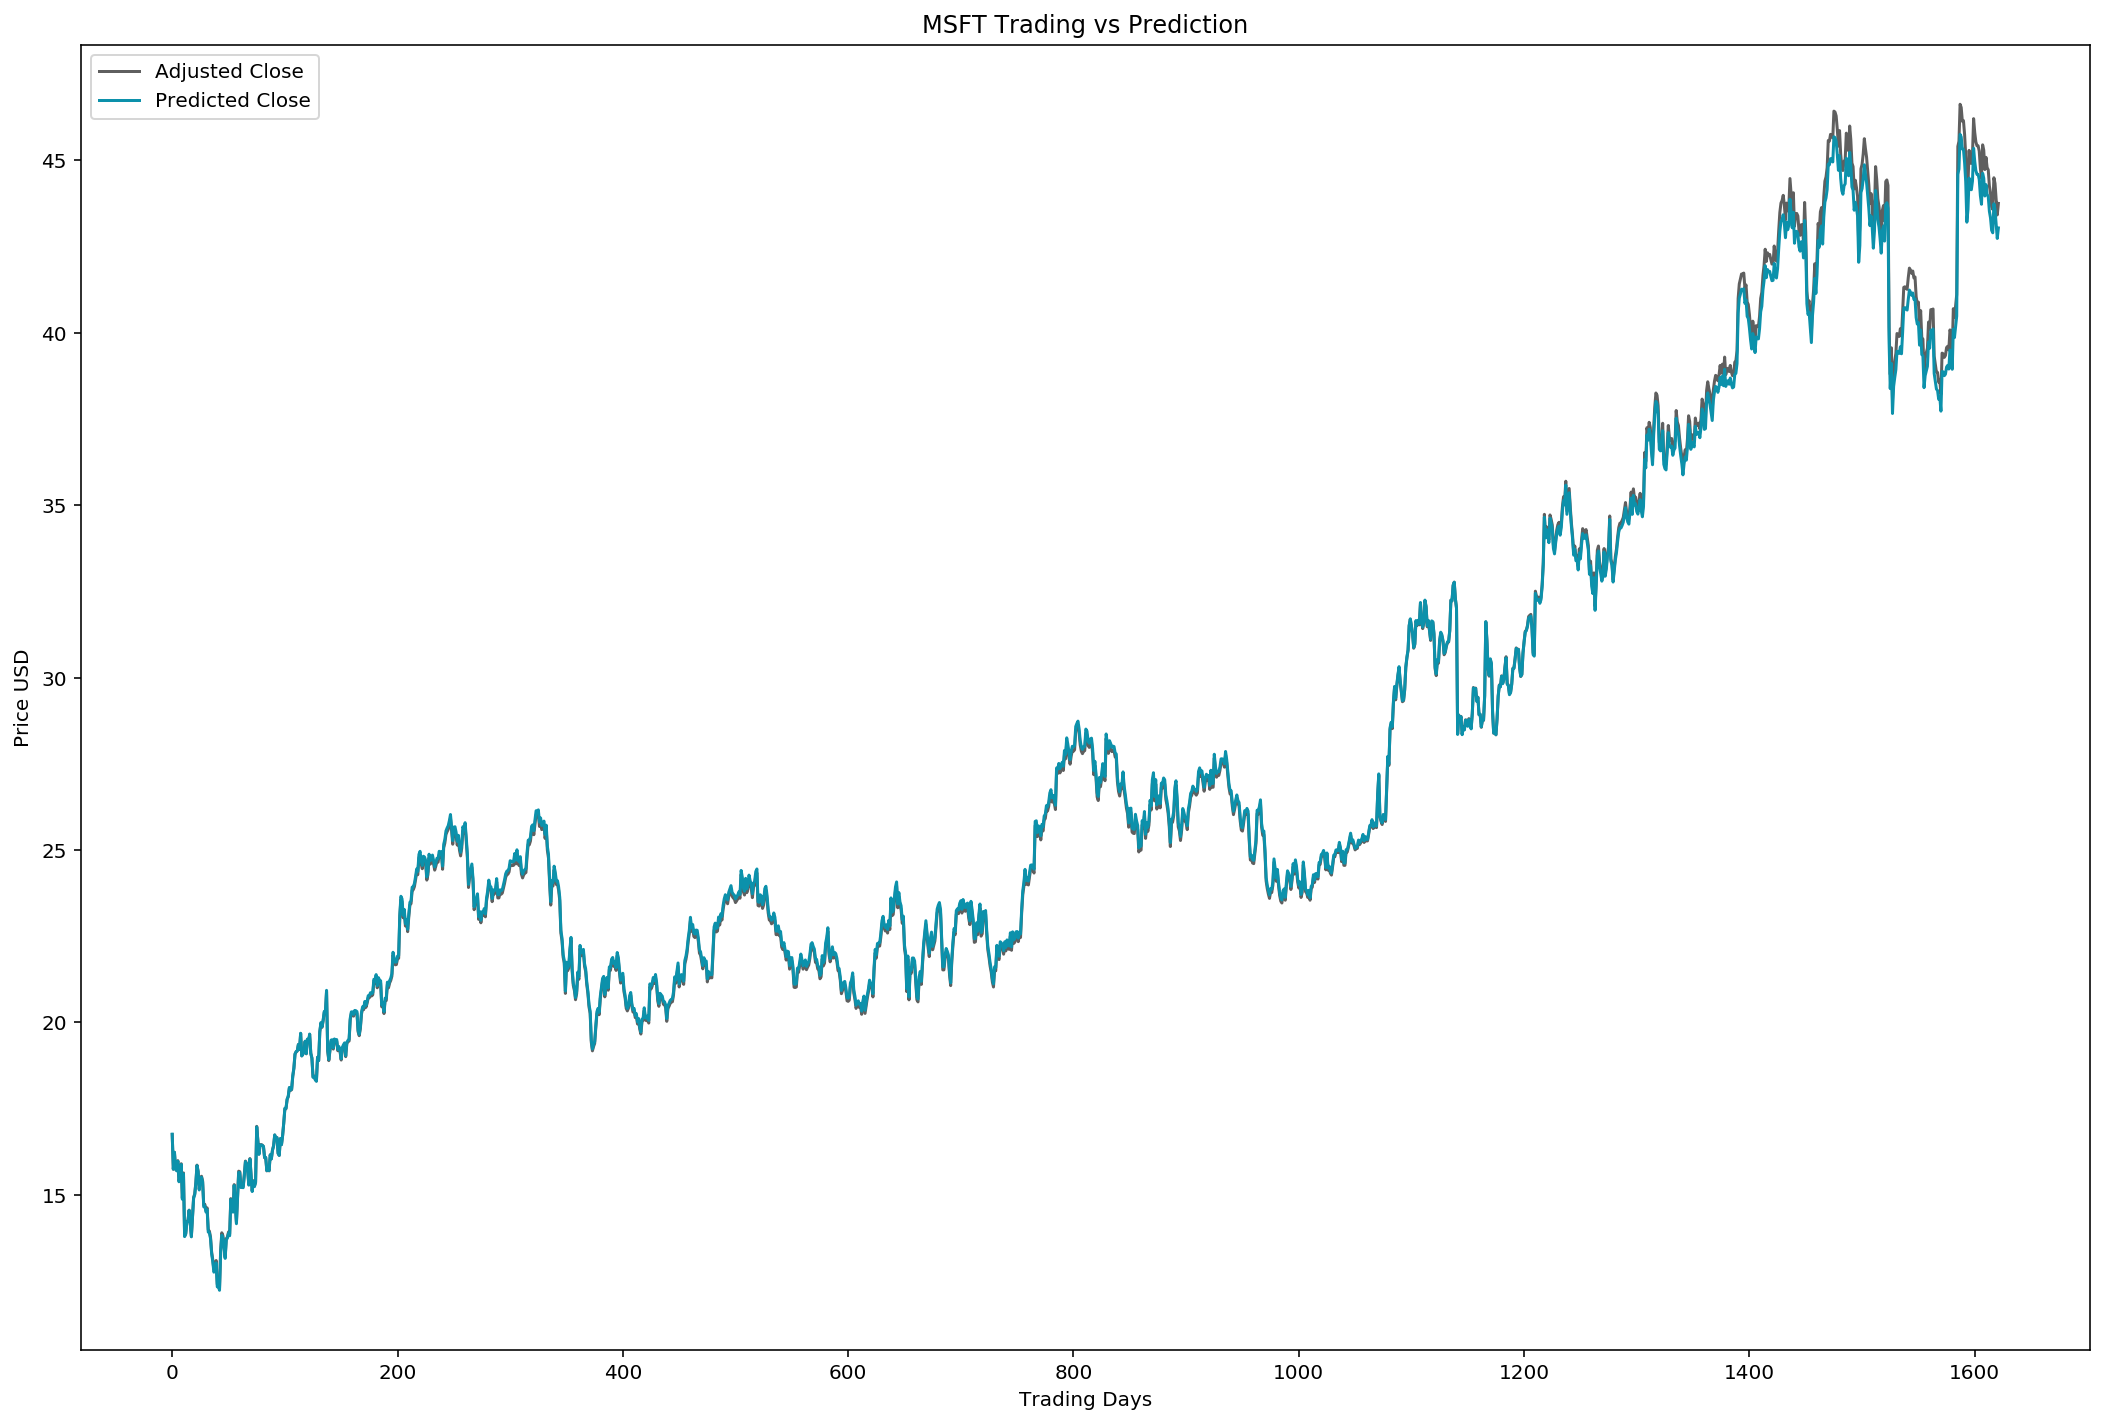 MSFT Trading vs Prediction
Adjusted Close
Predicted Close
45
40
35
30
25
20
15
Price USD
0 200 400 600 800 1000 1200 1400 1600
Trading Days